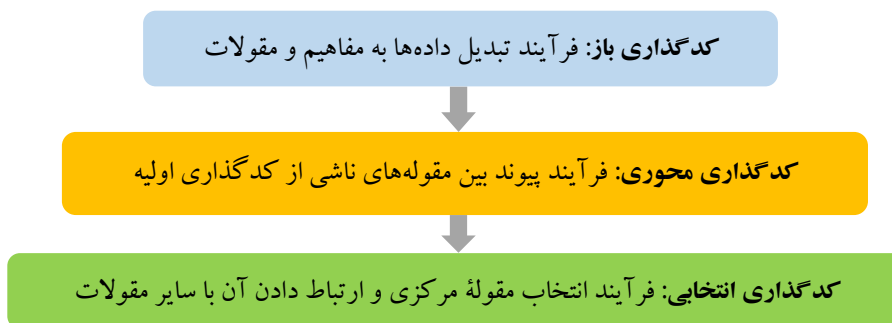 کدگذاری باز: فرآیند تبدیل داده‌ها به مفاهیم و مقولات
کدگذاری محوری: فرآیند پیوند بین مقوله‌های ناشی از کدگذاری اولیه
کدگذاری انتخابی: فرآیند انتخاب مقولۀ مرکزی و ارتباط دادن آن با سایر مقولات